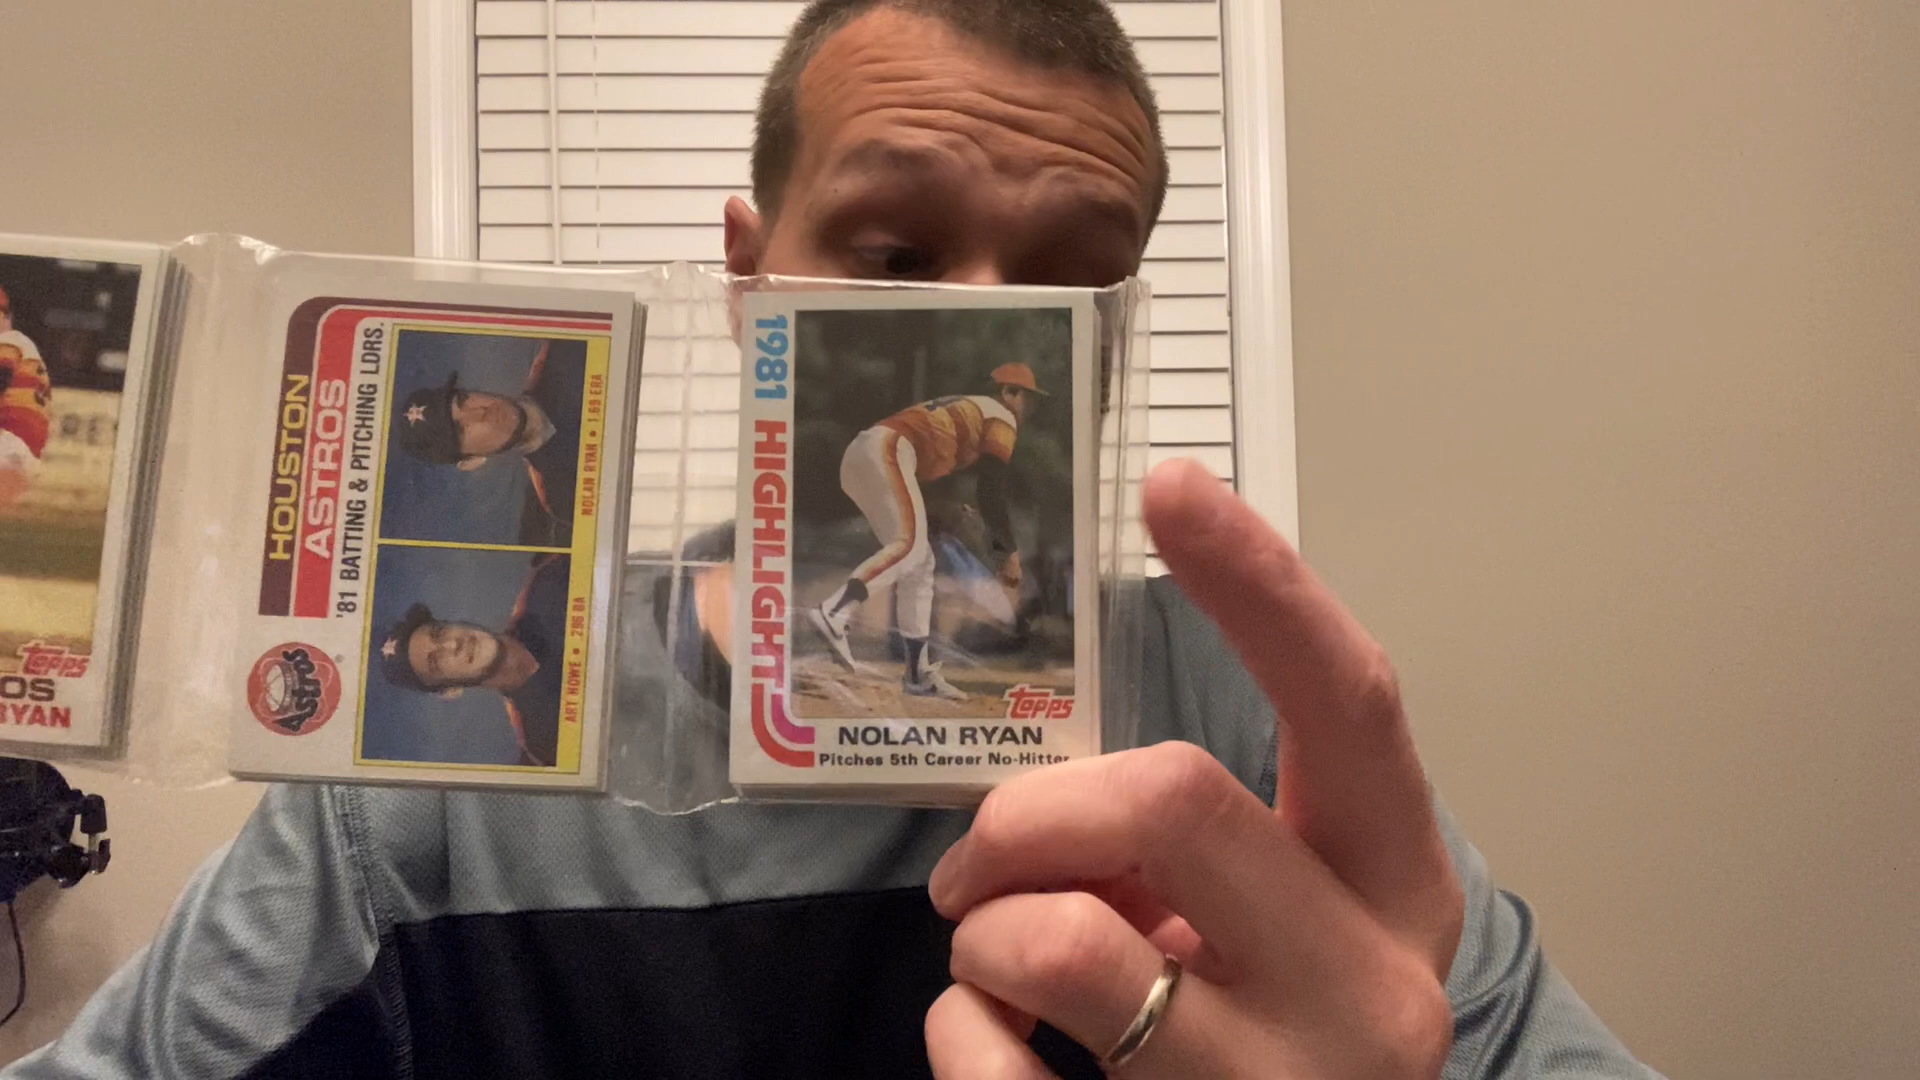 topps
OS
RYAN
HOUSTON
ASTROS
'81 BATTING & PITCHING LDRS.
NOLAN RYAN • 1.69 ERA
ART HOWE • 296 BA
Astros
®
1981 HIGHLIGHT
topps
NOLAN RYAN
Pitches 5th Career No-Hitter